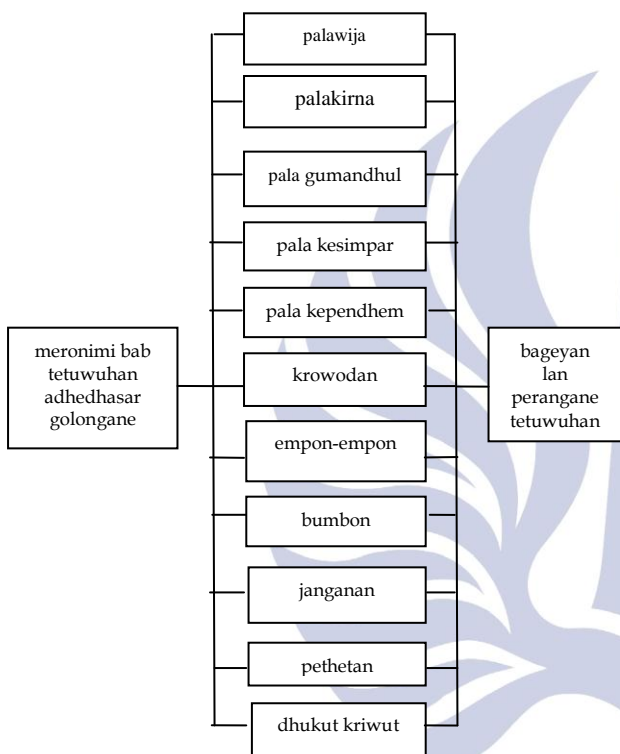 meronimi bab
tetuwuhan
adhedhasar
golongane
palawija
palakirna
pala gumandhul
pala kesimpar
pala kependhem
krowodan
empon-empon
bumbon
janganan
pethetan
dhukut kriwut
bageyan
lan
perangane
tetuwuhan